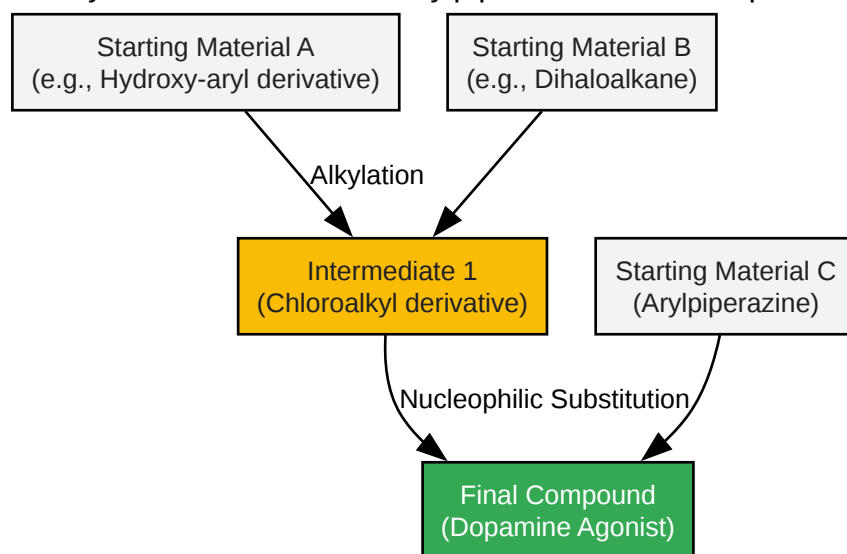 Starting Material A
(e.g., Hydroxy-aryl derivative)
Starting Material B
(e.g., Dihaloalkane)
Alkylation
Intermediate 1
(Chloroalkyl derivative)
Starting Material C
(Arylpiperazine)
Nucleophilic Substitution
Final Compound
(Dopamine Agonist)